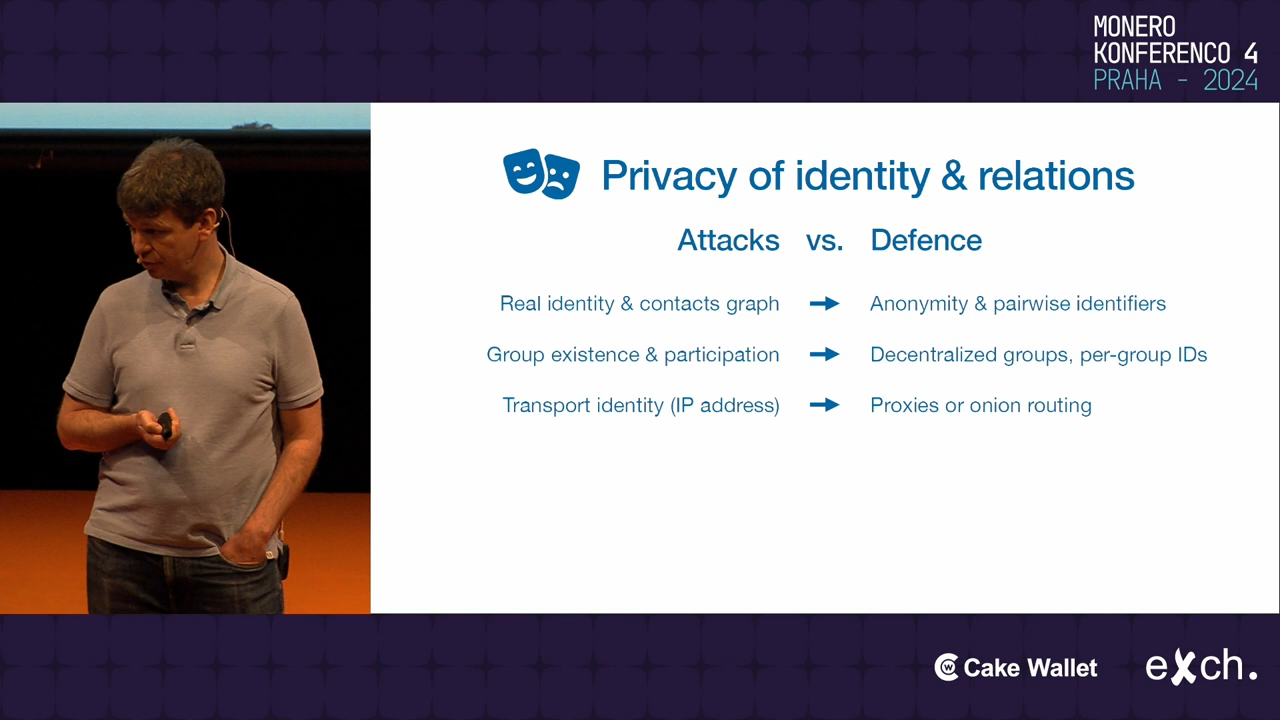 MONERO
KONFERENCO 4
PRAHA - 2024
Privacy of identity & relations
Attacks vs. Defence
Real identity & contacts graph → Anonymity & pairwise identifiers
Group existence & participation → Decentralized groups, per-group IDs
Transport identity (IP address) → Proxies or onion routing
Cake Wallet
eXch.